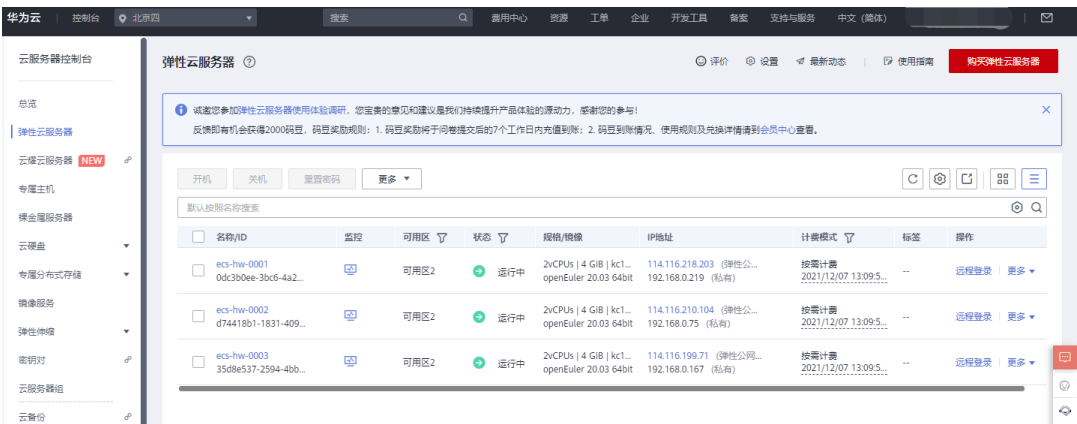 华为云 控制台 北京四 搜索 费用中心 资源 工单 企业 开发工具 备案 支持与服务 中文 (简体)
云服务器控制台
总览
弹性云服务器
云耀云服务器 NEW
专属主机
裸金属服务器
云硬盘
专属分布式存储
镜像服务
弹性伸缩
密钥对
云服务器组
云备份
弹性云服务器 评价 设置 最新动态 使用指南 购买弹性云服务器
诚邀您参加弹性云服务器使用体验调研，您宝贵的意见和建议是我们持续提升产品体验的源动力，感谢您的参与！
反馈即有机会获得2000码豆，码豆奖励规则：1. 码豆奖励将于问卷提交后的7个工作日内充值到账；2. 码豆到账情况、使用规则及兑换详情请到会员中心查看。
开机 关机 重置密码 更多
默认按照名称搜索
名称/ID 监控 可用区 状态 规格/镜像 IP地址 计费模式 标签 操作
ecs-hw-0001 可用区2 运行中 2vCPUs | 4 GiB | kc1... 114.116.218.203 (弹性公... 按需计费 -- 远程登录 更多
0dc3b0ee-3bc6-4a2... openEuler 20.03 64bit 192.168.0.219 (私有) 2021/12/07 13:09:5...
ecs-hw-0002 可用区2 运行中 2vCPUs | 4 GiB | kc1... 114.116.210.104 (弹性公... 按需计费 -- 远程登录 更多
d74418b1-1831-409... openEuler 20.03 64bit 192.168.0.75 (私有) 2021/12/07 13:09:5...
ecs-hw-0003 可用区2 运行中 2vCPUs | 4 GiB | kc1... 114.116.199.71 (弹性公网... 按需计费 -- 远程登录 更多
35d8e537-2594-4bb... openEuler 20.03 64bit 192.168.0.167 (私有) 2021/12/07 13:09:5...